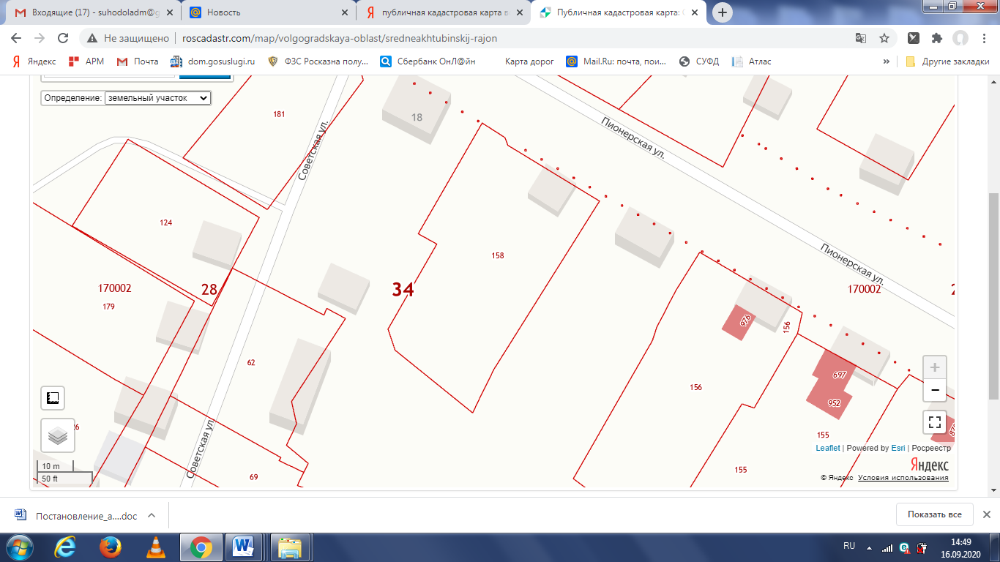 Входящие (17) - suhodoladm@g
Новость
публичная кадастровая карта в
Публичная кадастровая карта:
Не защищено
roscadastr.com/map/volgogradskaya-oblast/sredneakhtubinskij-rajon
Яндекс
АРМ
Почта
dom.gosuslugi.ru
ФЗС Росказна полу...
Сбербанк ОнЛ@йн
Карта дорог
Mail.Ru: почта, пои...
СУФД
Атлас
»
Другие закладки
Определение: земельный участок
181
18
Советская ул.
Пионерская ул.
124
158
Пионерская ул.
170002
28
34
170002
2
179
976
156
62
697
156
952
155
Leaflet | Powered by Esri | Росреестр
10 m
50 ft
Советская ул.
69
155
Яндекс
© Яндекс Условия использования
Постановление_а....doc
Показать все
RU
14:49
16.09.2020